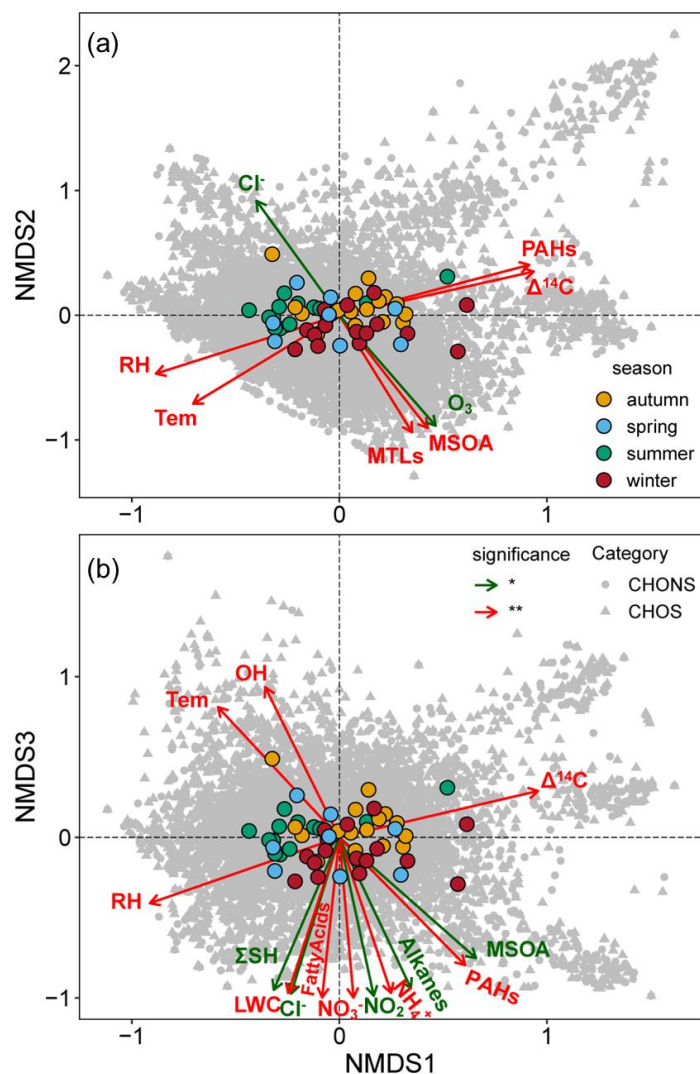 (a)
2
1
0
−1
NMDS2
Cl⁻
PAHs
Δ¹⁴C
RH
Tem
O₃
MSOA
MTLs
season
autumn
spring
summer
winter
−1
0
1
(b)
significance
*
**
Category
CHONS
CHOS
1
0
−1
NMDS3
OH
Tem
Δ¹⁴C
RH
ΣSH
FattyAcids
Alkanes
MSOA
PAHs
LWC
Cl⁻
NO₃⁻
NO₂
NH₄⁺
−1
0
1
NMDS1